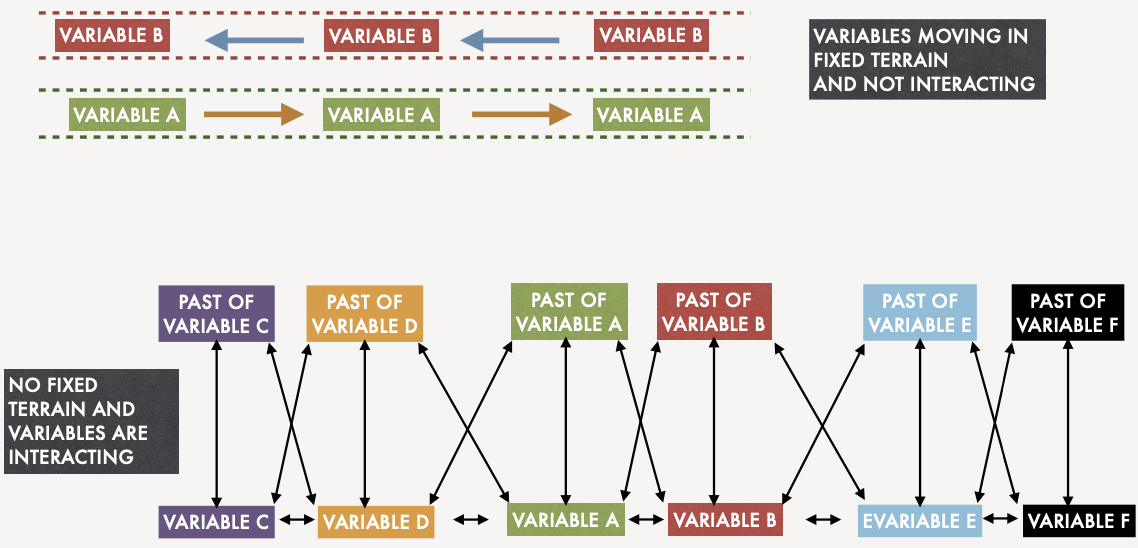 VARIABLE B
VARIABLE B
VARIABLE B
VARIABLES MOVING IN
FIXED TERRAIN
AND NOT INTERACTING
VARIABLE A
VARIABLE A
VARIABLE A
PAST OF
VARIABLE C
PAST OF
VARIABLE D
PAST OF
VARIABLE A
PAST OF
VARIABLE B
PAST OF
VARIABLE E
PAST OF
VARIABLE F
NO FIXED
TERRAIN AND
VARIABLES ARE
INTERACTING
VARIABLE C
VARIABLE D
VARIABLE A
VARIABLE B
EVARIABLE E
VARIABLE F